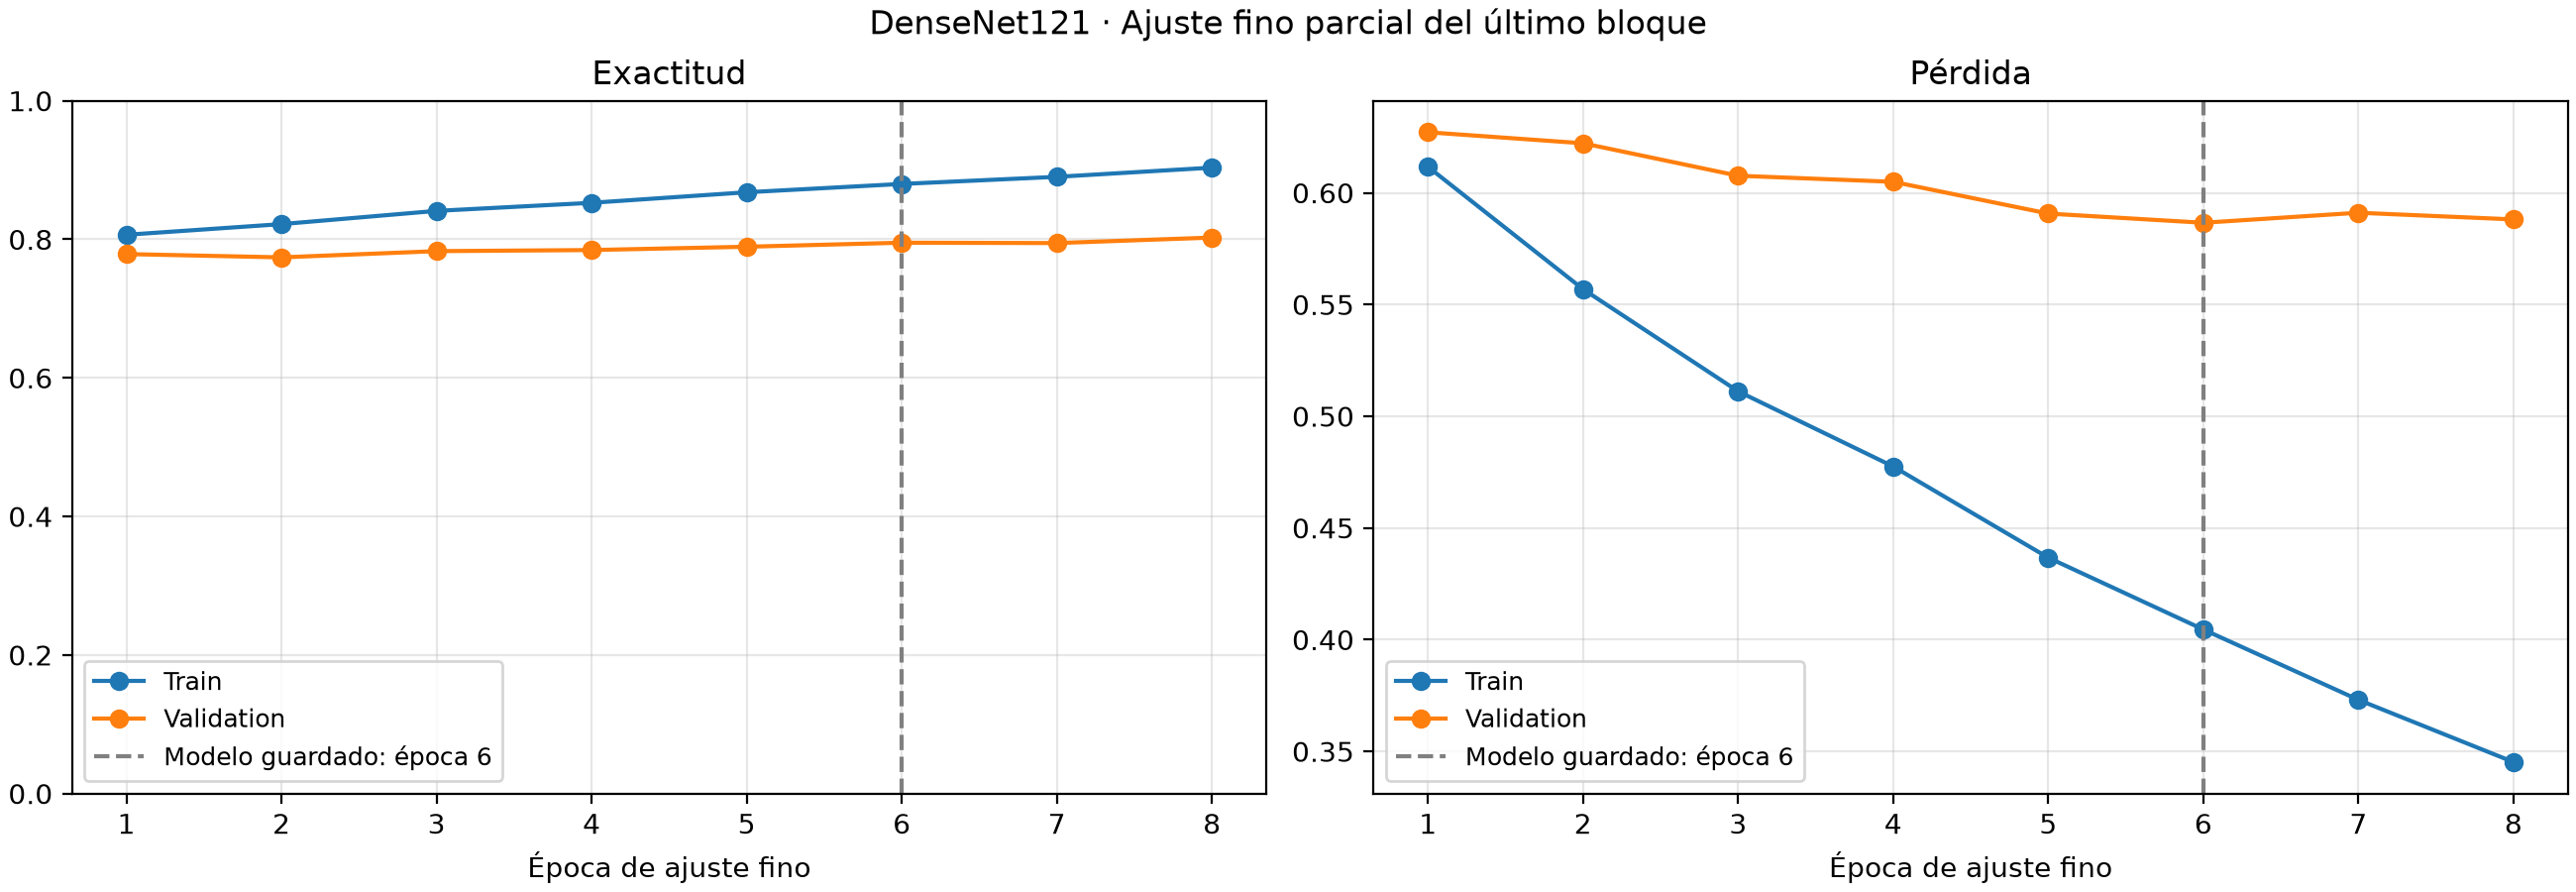 DenseNet121 · Ajuste fino parcial del último bloque
Exactitud
1.0
0.8
0.6
0.4
0.2
0.0
Train
Validation
Modelo guardado: época 6
1 2 3 4 5 6 7 8
Época de ajuste fino
Pérdida
0.60
0.55
0.50
0.45
0.40
0.35
Train
Validation
Modelo guardado: época 6
1 2 3 4 5 6 7 8
Época de ajuste fino